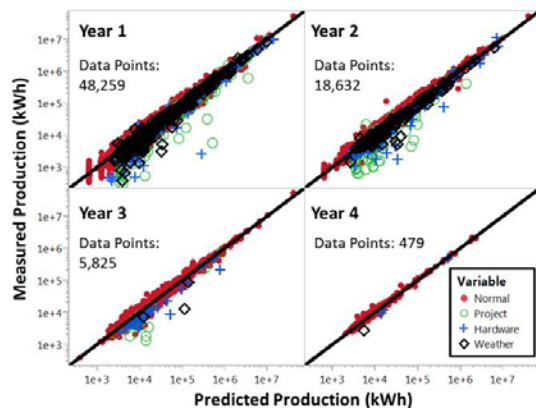 Measured Production (kWh)
1e+7
1e+6
1e+5
1e+4
1e+3
Year 1
Data Points:
48,259
Year 2
Data Points:
18,632
1e+7
1e+6
1e+5
1e+4
1e+3
Year 3
Data Points:
5,825
Year 4
Data Points: 479
Variable
Normal
Project
Hardware
Weather
1e+3 1e+4 1e+5 1e+6 1e+7 1e+3 1e+4 1e+5 1e+6 1e+7
Predicted Production (kWh)